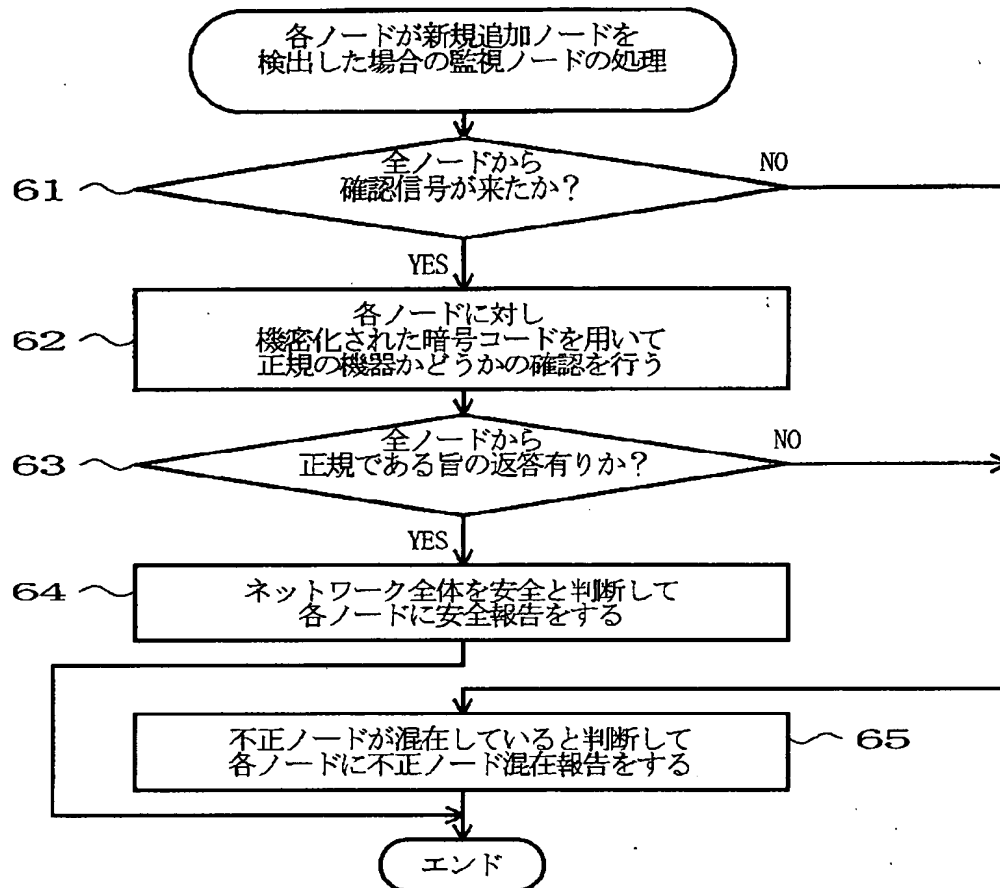 各ノードが新規追加ノードを
検出した場合の監視ノードの処理
61
全ノードから
確認信号が来たか?
NO
YES
62
各ノードに対し
機密化された暗号コードを用いて
正規の機器かどうかの確認を行う
63
全ノードから
正規である旨の返答有りか?
NO
YES
64
ネットワーク全体を安全と判断して
各ノードに安全報告をする
不正ノードが混在していると判断して
各ノードに不正ノード混在報告をする
65
エンド